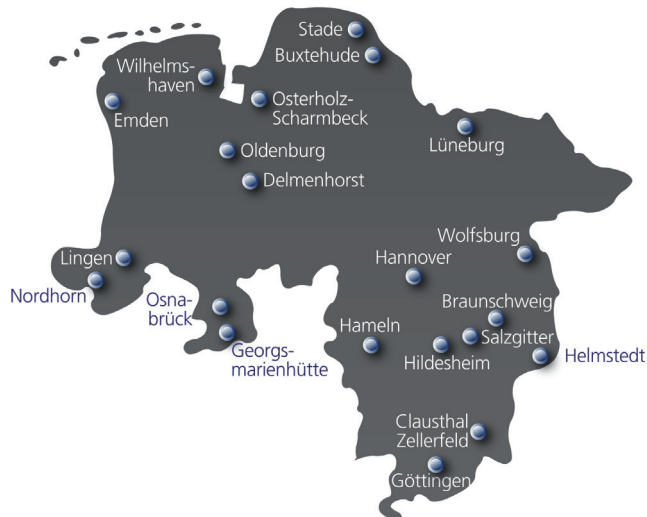 Stade
Buxtehude
Wilhelms-
haven
Emden
Osterholz-
Scharmbeck
Lüneburg
Oldenburg
Delmenhorst
Lingen
Nordhorn
Wolfsburg
Hannover
Osna-
brück
Georgs-
marienhütte
Braunschweig
Hameln
Salzgitter
Hildesheim
Helmstedt
Clausthal
Zellerfeld
Göttingen